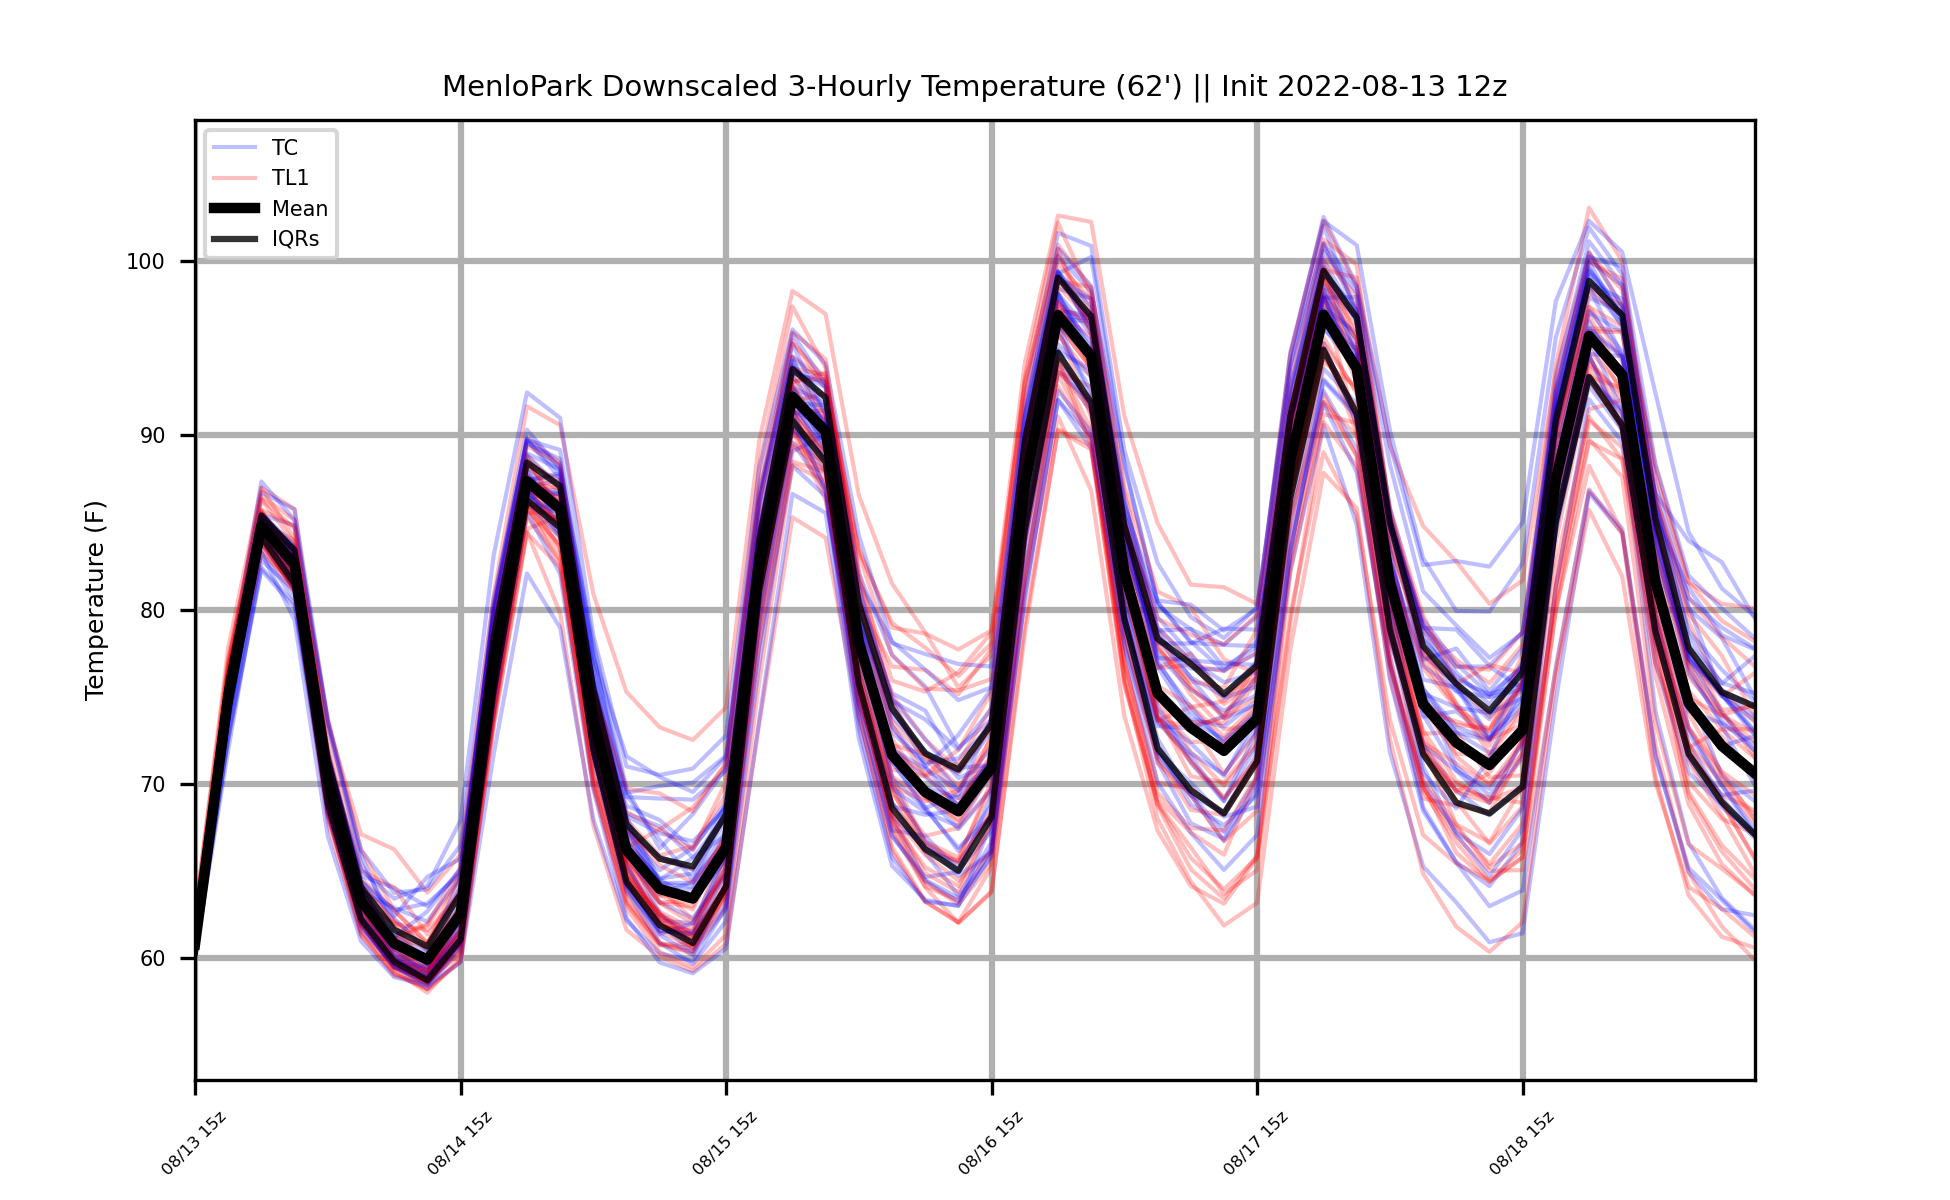 MenloPark Downscaled 3-Hourly Temperature (62') || Init 2022-08-13 12z
TC
TL1
Mean
IQRs
Temperature (F)
100
90
80
70
60
08/13 15z
08/14 15z
08/15 15z
08/16 15z
08/17 15z
08/18 15z